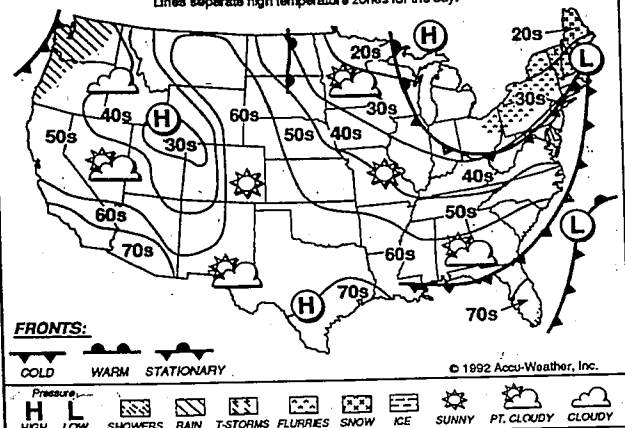 Lines separate high temperature zones for the day.
20s
H
20s
L
40s
H
30s
60s
50s
40s
30s
30s
50s
40s
60s
50s
70s
60s
L
H
70s
70s
FRONTS:
COLD WARM STATIONARY
© 1992 Accu-Weather, Inc.
Pressure
H L
HIGH LOW SHOWERS RAIN T-STORMS FLURRIES SNOW ICE SUNNY PT. CLOUDY CLOUDY